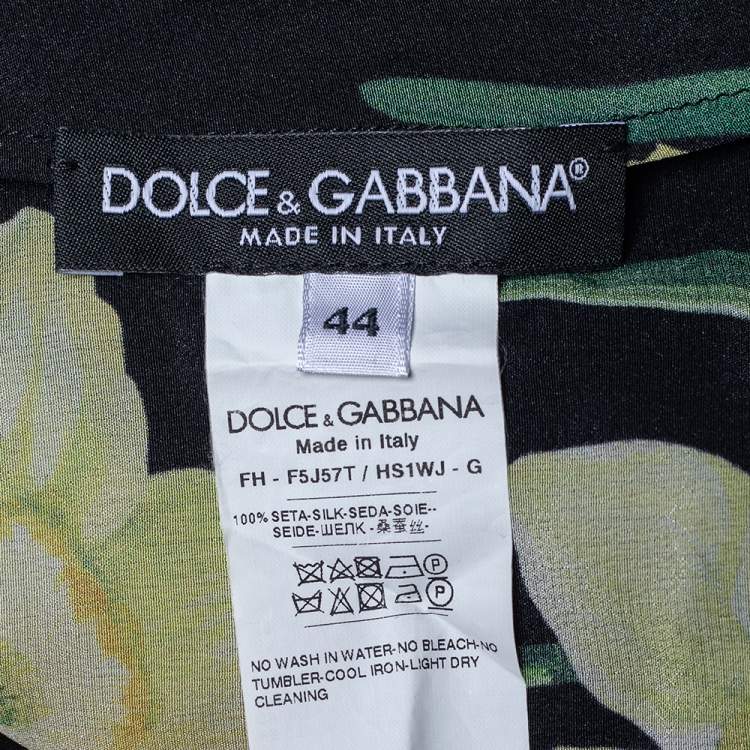 DOLCE & GABBANA®
MADE IN ITALY
44
DOLCE & GABBANA
Made in Italy
FH - F5J57T / HS1WJ - G
100% SETA-SILK-SEDA-SOIE--
SEIDE-ШЕЛК -桑蚕丝-
P
P
NO WASH IN WATER-NO BLEACH-NO
TUMBLER-COOL IRON-LIGHT DRY
CLEANING